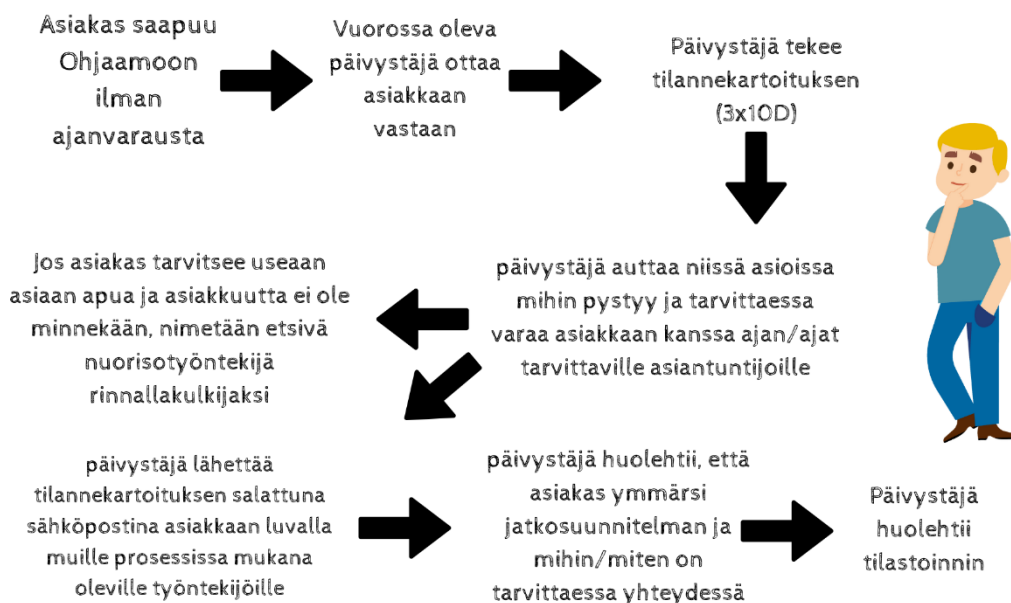 Asiakas saapuu
Ohjaamoon
ilman
ajanvarausta
Vuorossa oleva
päivystäjä ottaa
asiakkaan
vastaan
Päivystäjä tekee
tilannekartoituksen
(3x10D)
päivystäjä auttaa niissä asioissa
mihin pystyy ja tarvittaessa
varaa asiakkaan kanssa ajan/ajat
tarvittaville asiantuntijoille
Jos asiakas tarvitsee useaan
asiaan apua ja asiakkuutta ei ole
minnekään, nimetään etsivä
nuorisotyöntekijä
rinnallakulkijaksi
päivystäjä lähettää
tilannekartoituksen salattuna
sähköpostina asiakkaan luvalla
muille prosessissa mukana
oleville työntekijöille
päivystäjä huolehtii, että
asiakas ymmärsi
jatkosuunnitelman ja
mihin/miten on
tarvittaessa yhteydessä
Päivystäjä
huolehtii
tilastoinnin